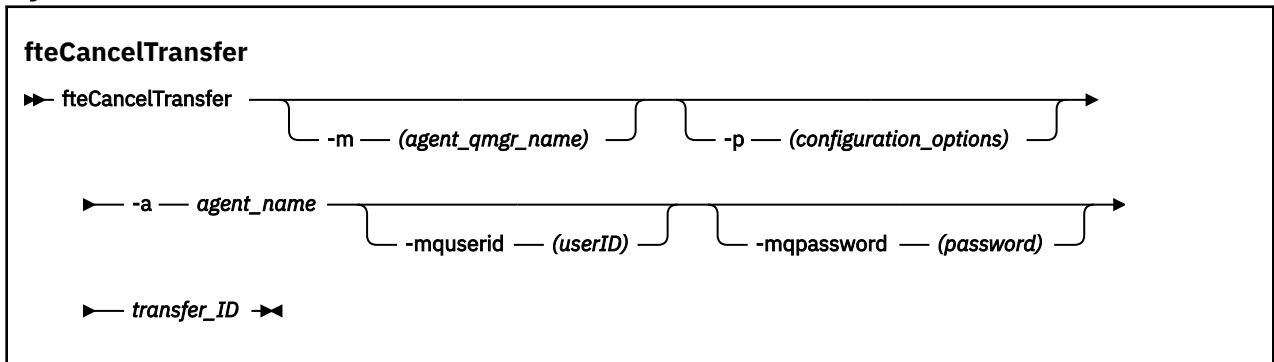 fteCancelTransfer
fteCancelTransfer
-m (agent_qmgr_name) -p (configuration_options)
-a agent_name
-mquserid (userID) -mqpassword (password)
transfer_ID